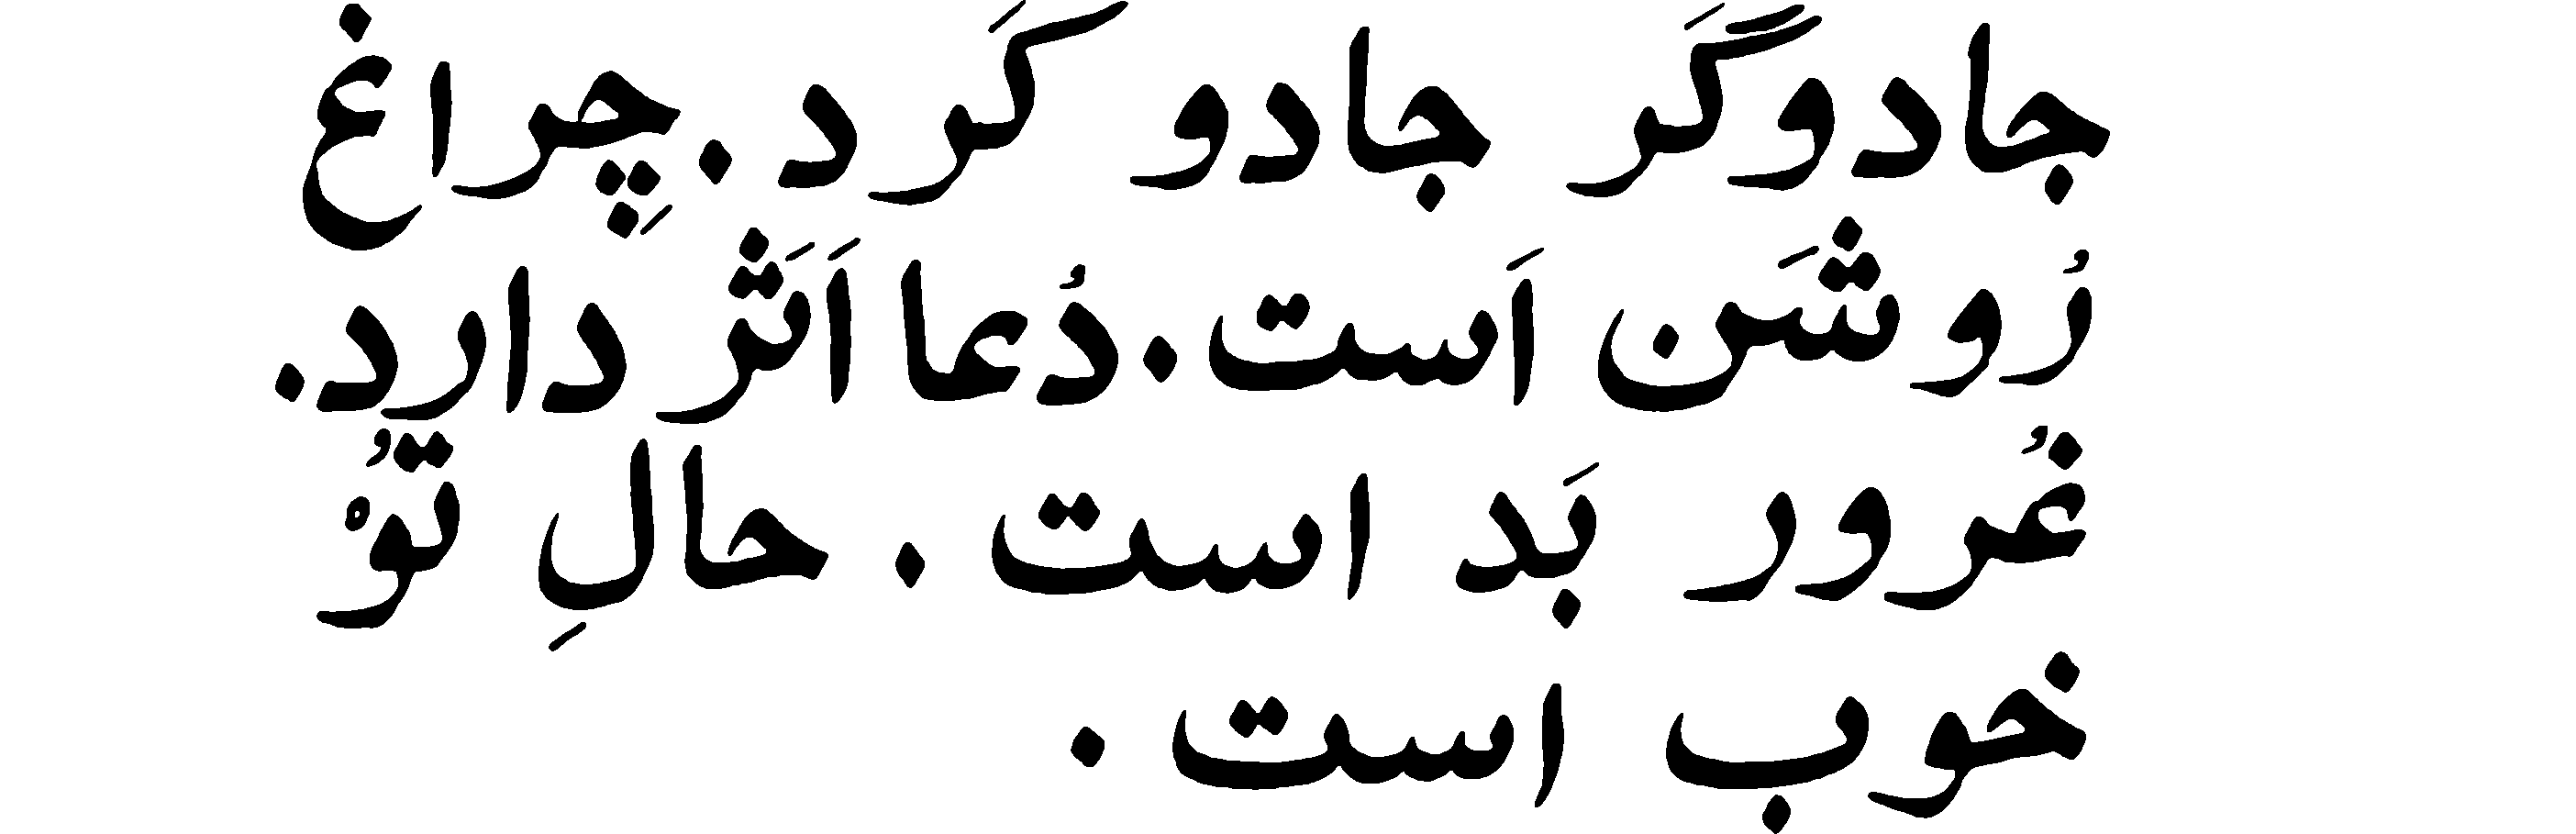 جادوگَر جادو کَرد. چِراغ
رُوشَن اَست. دُعا اَثَر دارد.
غُرور بَد است. حالِ تُوْ
خوب است.